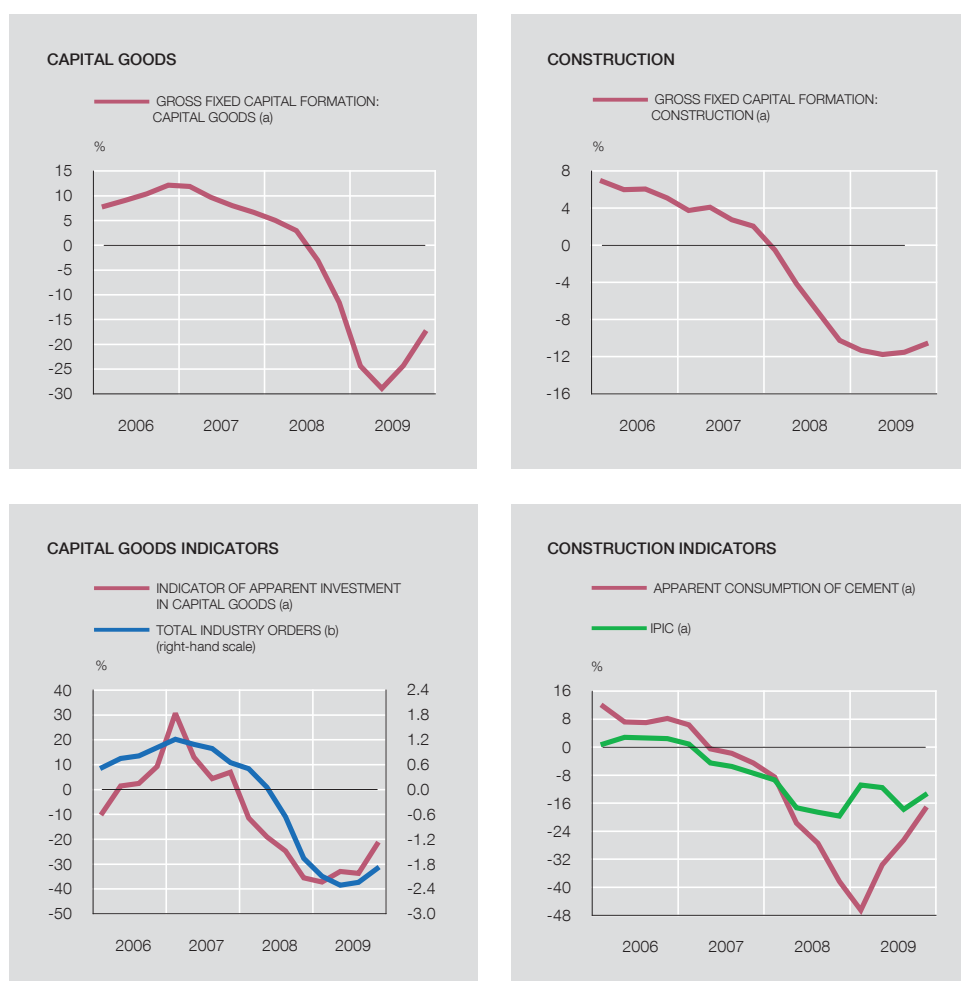 CAPITAL GOODS
GROSS FIXED CAPITAL FORMATION:
CAPITAL GOODS (a)
%
15
10
5
0
-5
-10
-15
-20
-25
-30
2006 2007 2008 2009
CONSTRUCTION
GROSS FIXED CAPITAL FORMATION:
CONSTRUCTION (a)
%
8
4
0
-4
-8
-12
-16
2006 2007 2008 2009
CAPITAL GOODS INDICATORS
INDICATOR OF APPARENT INVESTMENT
IN CAPITAL GOODS (a)
TOTAL INDUSTRY ORDERS (b)
(right-hand scale)
%
40 2.4
30 1.8
20 1.2
10 0.6
0 0.0
-10 -0.6
-20 -1.2
-30 -1.8
-40 -2.4
-50 -3.0
2006 2007 2008 2009
CONSTRUCTION INDICATORS
APPARENT CONSUMPTION OF CEMENT (a)
IPIC (a)
%
16
8
0
-8
-16
-24
-32
-40
-48
2006 2007 2008 2009